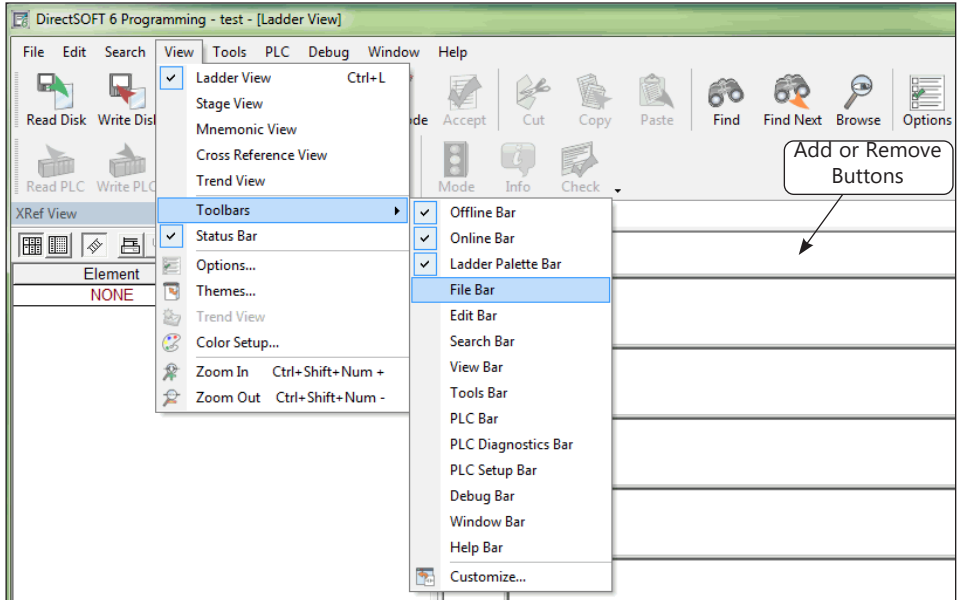 DirectSOFT 6 Programming - test - [Ladder View]
File Edit Search View Tools PLC Debug Window Help
Read Disk Write Dis
Accept Cut Copy Paste Find Find Next Browse Options
Read PLC Write PLC
Mode Info Check
Add or Remove
Buttons
XRef View
Element
NONE
Ladder View Ctrl+L
Stage View
Mnemonic View
Cross Reference View
Trend View
Toolbars
Status Bar
Options...
Themes...
Trend View
Color Setup...
Zoom In Ctrl+Shift+Num +
Zoom Out Ctrl+Shift+Num -
Offline Bar
Online Bar
Ladder Palette Bar
File Bar
Edit Bar
Search Bar
View Bar
Tools Bar
PLC Bar
PLC Diagnostics Bar
PLC Setup Bar
Debug Bar
Window Bar
Help Bar
Customize...